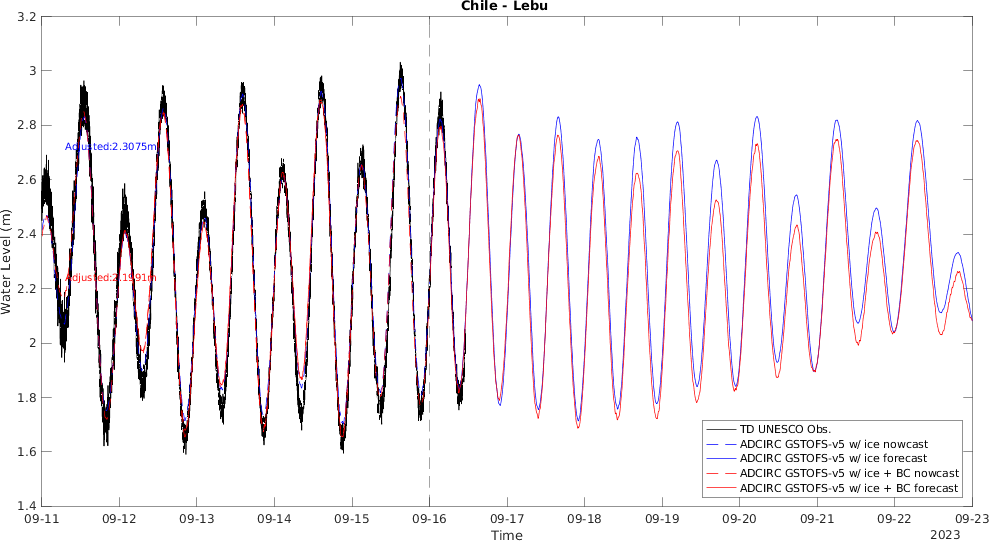 Chile - Lebu
3.2
3
2.8
2.6
2.4
2.2
2
1.8
1.6
1.4
Water Level (m)
Adjusted:2.3075m
Adjusted:2.1991m
TD UNESCO Obs.
ADCIRC GSTOFS-v5 w/ ice nowcast
ADCIRC GSTOFS-v5 w/ ice forecast
ADCIRC GSTOFS-v5 w/ ice + BC nowcast
ADCIRC GSTOFS-v5 w/ ice + BC forecast
09-11 09-12 09-13 09-14 09-15 09-16 09-17 09-18 09-19 09-20 09-21 09-22 09-23
Time
2023